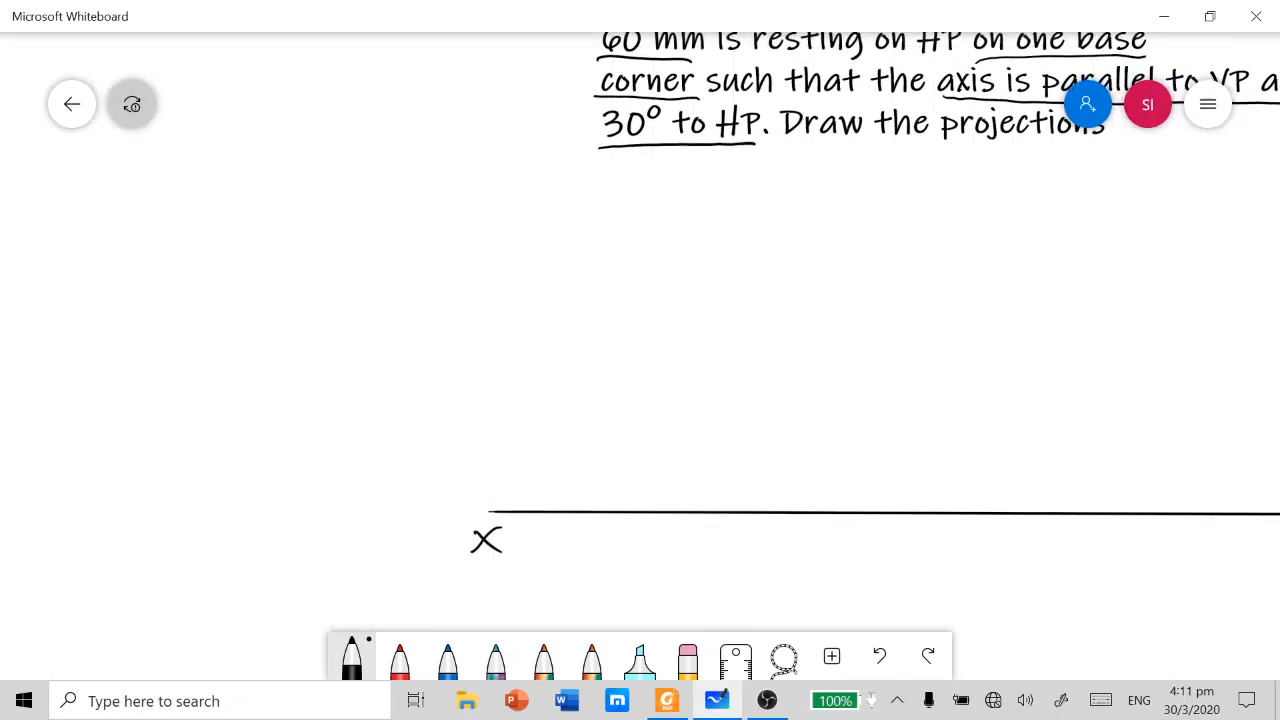 Microsoft Whiteboard
60 mm is resting on HP on one base
corner such that the axis is parallel to VP a
30° to HP. Draw the projections
SI
X
Type here to search
100%
ENG
4:11 pm
30/3/2020